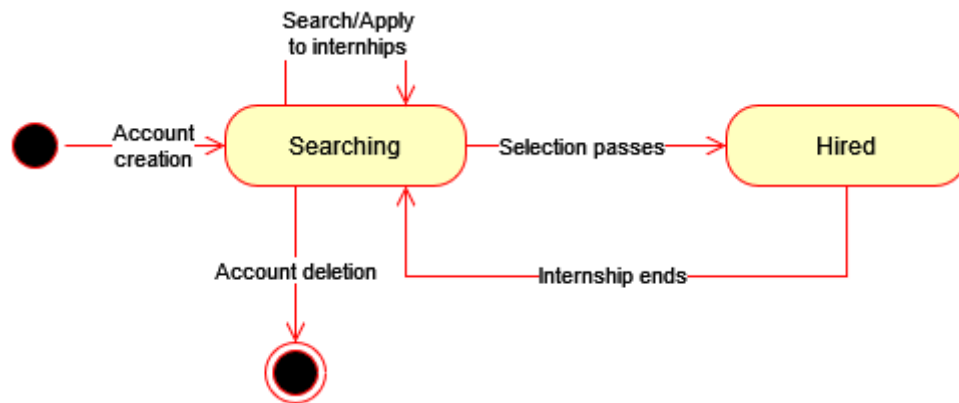 Search/Apply
to internhips
Account
creation
Searching
Selection passes
Hired
Account deletion
Internship ends